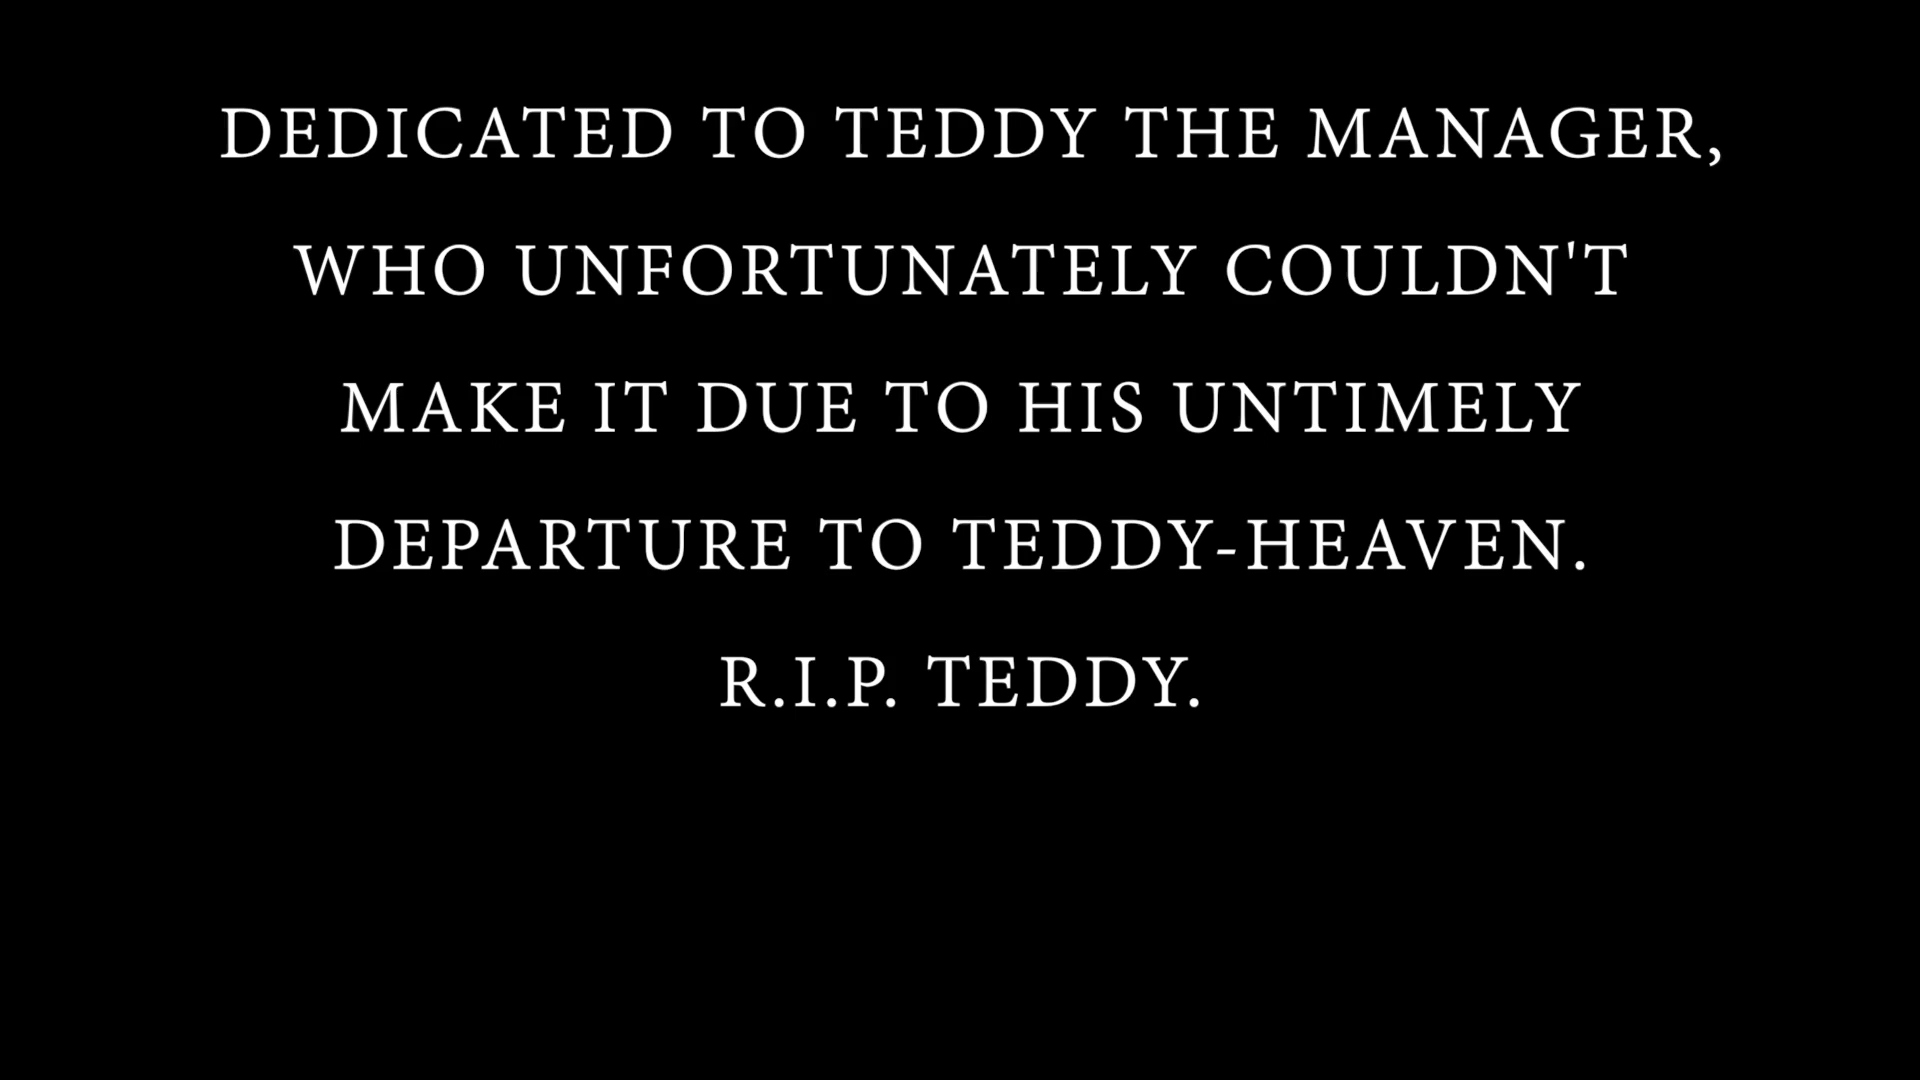 DEDICATED TO TEDDY THE MANAGER,
WHO UNFORTUNATELY COULDN'T
MAKE IT DUE TO HIS UNTIMELY
DEPARTURE TO TEDDY-HEAVEN.
R.I.P. TEDDY.